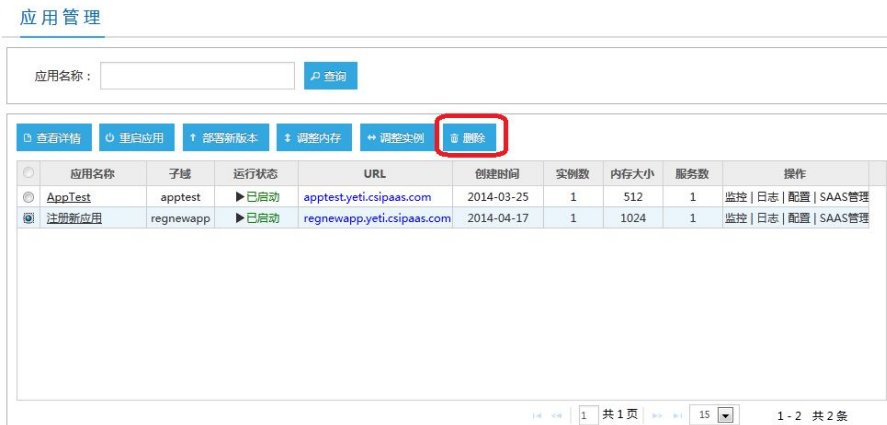 应用管理
应用名称： 查询
查看详情 重启应用 部署新版本 调整内存 调整实例 删除
应用名称 子域 运行状态 URL 创建时间 实例数 内存大小 服务数 操作
AppTest apptest ▶已启动 apptest.yeti.csipaas.com 2014-03-25 1 512 1 监控 | 日志 | 配置 | SAAS管理
注册新应用 regnewapp ▶已启动 regnewapp.yeti.csipaas.com 2014-04-17 1 1024 1 监控 | 日志 | 配置 | SAAS管理
1 共1页 15 1 - 2 共2条